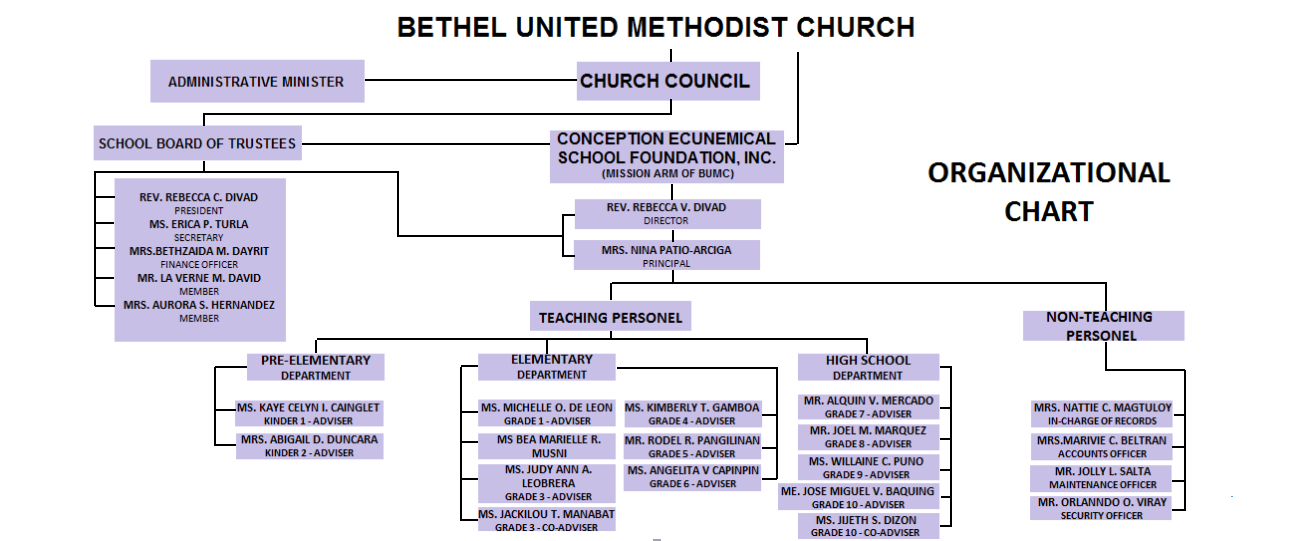 BETHEL UNITED METHODIST CHURCH
ADMINISTRATIVE MINISTER
CHURCH COUNCIL
SCHOOL BOARD OF TRUSTEES
CONCEPTION ECUNEMICAL
SCHOOL FOUNDATION, INC.
(MISSION ARM OF BUMC)
ORGANIZATIONAL
CHART
REV. REBECCA C. DIVAD
PRESIDENT
MS. ERICA P. TURLA
SECRETARY
MRS.BETHZAIDA M. DAYRIT
FINANCE OFFICER
MR. LA VERNE M. DAVID
MEMBER
MRS. AURORA S. HERNANDEZ
MEMBER
REV. REBECCA V. DIVAD
DIRECTOR
MRS. NINA PATIO-ARCIGA
PRINCIPAL
TEACHING PERSONEL
NON-TEACHING
PERSONEL
PRE-ELEMENTARY
DEPARTMENT
MS. KAYE CELYN I. CAINGLET
KINDER 1 - ADVISER
MRS. ABIGAIL D. DUNCARA
KINDER 2 - ADVISER
ELEMENTARY
DEPARTMENT
MS. MICHELLE O. DE LEON
GRADE 1 - ADVISER
MS BEA MARIELLE R.
MUSNI
MS. JUDY ANN A.
LEOBRERA
GRADE 3 - ADVISER
MS. JACKILOU T. MANABAT
GRADE 3 - CO-ADVISER
MS. KIMBERLY T. GAMBOA
GRADE 4 - ADVISER
MR. RODEL R. PANGILINAN
GRADE 5 - ADVISER
MS. ANGELITA V CAPINPIN
GRADE 6 - ADVISER
HIGH SCHOOL
DEPARTMENT
MR. ALQUIN V. MERCADO
GRADE 7 - ADVISER
MR. JOEL M. MARQUEZ
GRADE 8 - ADVISER
MS. WILLAINE C. PUNO
GRADE 9 - ADVISER
ME. JOSE MIGUEL V. BAQUING
GRADE 10 - ADVISER
MS. JIJETH S. DIZON
GRADE 10 - CO-ADVISER
MRS. NATTIE C. MAGTULOY
IN-CHARGE OF RECORDS
MRS.MARIVIE C. BELTRAN
ACCOUNTS OFFICER
MR. JOLLY L. SALTA
MAINTENANCE OFFICER
MR. ORLANNDO O. VIRAY
SECURITY OFFICER